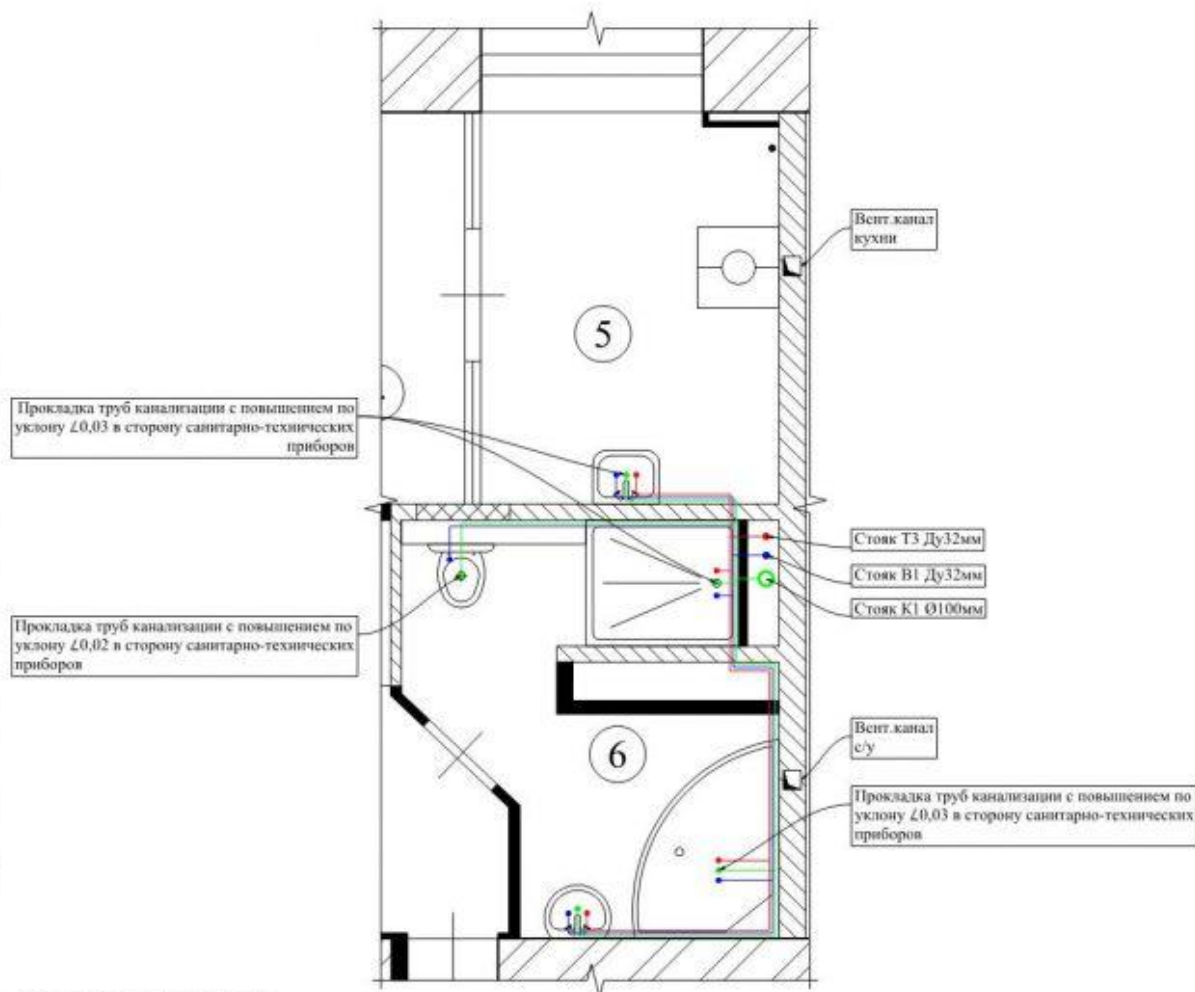 Вент.канал
кухни
5
Прокладка труб канализации с повышением по
уклону ∠0,03 в сторону санитарно-технических
приборов
Стояк Т3 Ду32мм
Стояк В1 Ду32мм
Стояк К1 Ø100мм
Прокладка труб канализации с повышением по
уклону ∠0,02 в сторону санитарно-технических
приборов
6
Вент.канал
с/у
Прокладка труб канализации с повышением по
уклону ∠0,03 в сторону санитарно-технических
приборов